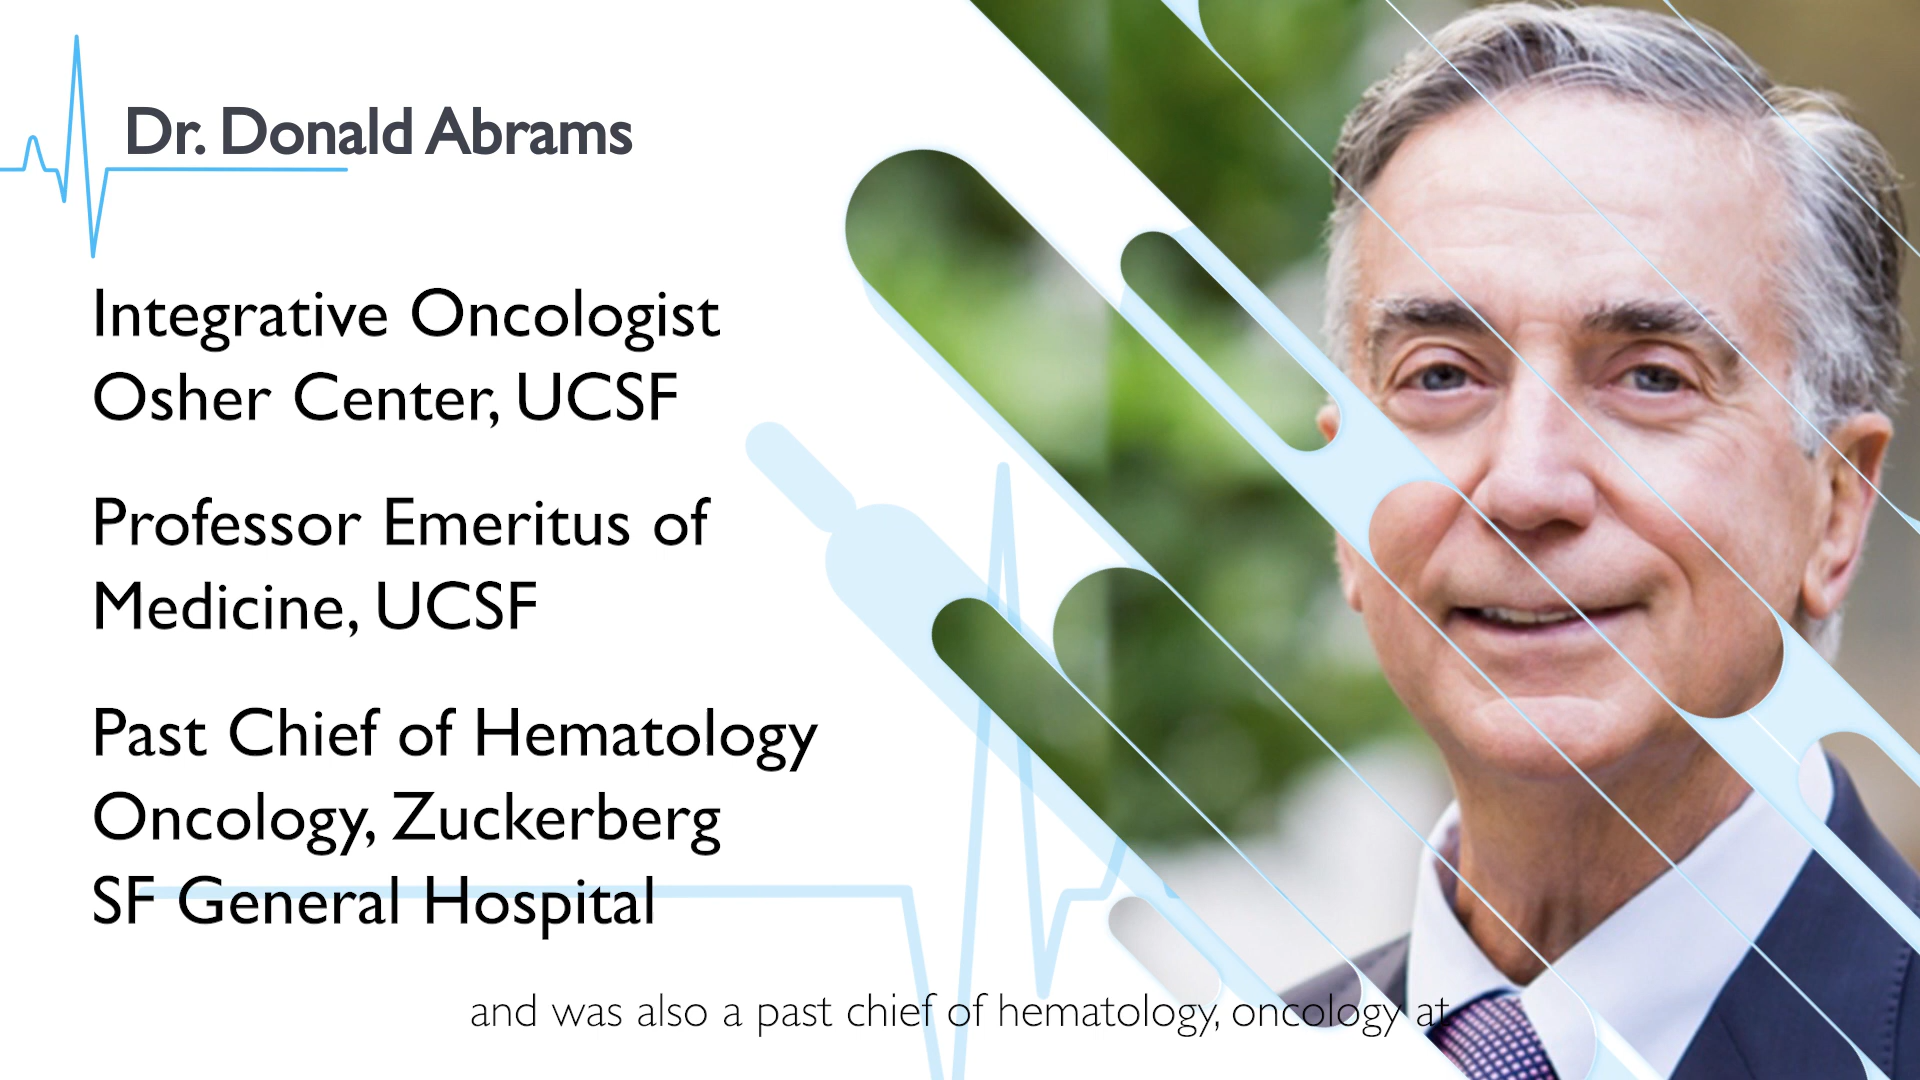 Dr. Donald Abrams
Integrative Oncologist
Osher Center, UCSF
Professor Emeritus of
Medicine, UCSF
Past Chief of Hematology
Oncology, Zuckerberg
SF General Hospital
and was also a past chief of hematology, oncology at